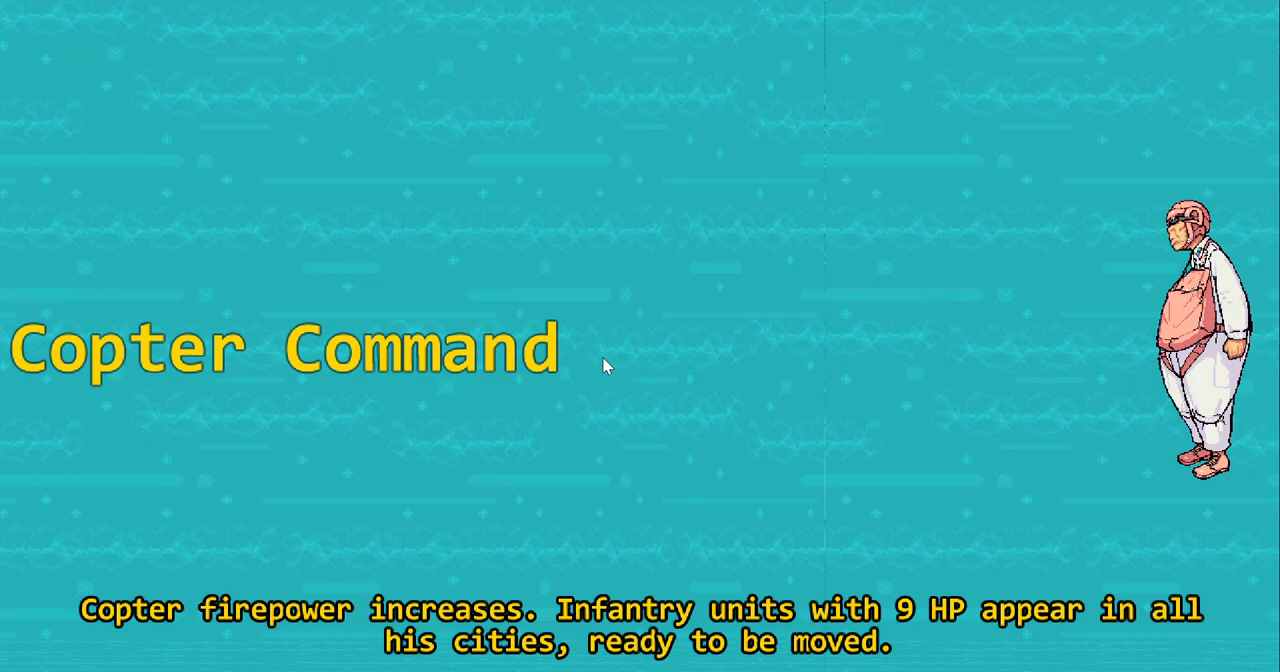 Copter Command
Copter firepower increases. Infantry units with 9 HP appear in all
his cities, ready to be moved.